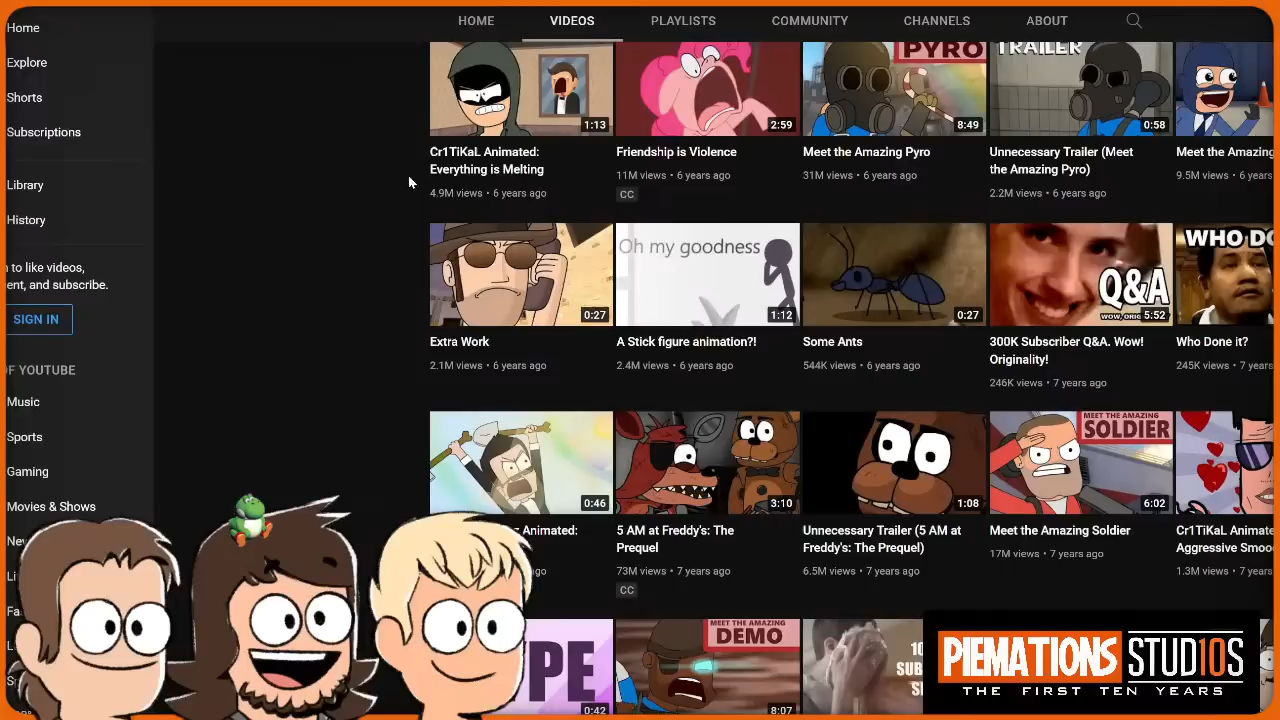 HOME VIDEOS PLAYLISTS COMMUNITY CHANNELS ABOUT
Home
Explore
Shorts
Subscriptions
Library
History
to like videos,
ent, and subscribe.
SIGN IN
F YOUTUBE
Music
Sports
Gaming
Movies & Shows
PYRO
TRAILER
1:13
2:59
8:49
0:58
Cr1TiKaL Animated:
Everything is Melting
4.9M views • 6 years ago
Friendship is Violence
11M views • 6 years ago
CC
Meet the Amazing Pyro
31M views • 6 years ago
Unnecessary Trailer (Meet
the Amazing Pyro)
2.2M views • 6 years ago
Meet the Amazing
9.5M views • 6 years
Oh my goodness
Q&A
WHO DO
0:27
1:12
0:27
5:52
Extra Work
2.1M views • 6 years ago
A Stick figure animation?!
2.4M views • 6 years ago
Some Ants
544K views • 6 years ago
300K Subscriber Q&A. Wow!
Originality!
246K views • 7 years ago
Who Done it?
245K views • 7 years
MEET THE AMAZING
SOLDIER
0:46
3:10
1:08
6:02
Animated:
ago
5 AM at Freddy's: The
Prequel
73M views • 7 years ago
CC
Unnecessary Trailer (5 AM at
Freddy's: The Prequel)
6.5M views • 7 years ago
Meet the Amazing Soldier
17M views • 7 years ago
Cr1TiKaL Animate
Aggressive Smoo
1.3M views • 7 years
PE
0:42
MEET THE AMAZING
DEMO
8:07
10
SUB
S
PIEMATIONS STUD10S
THE FIRST TEN YEARS